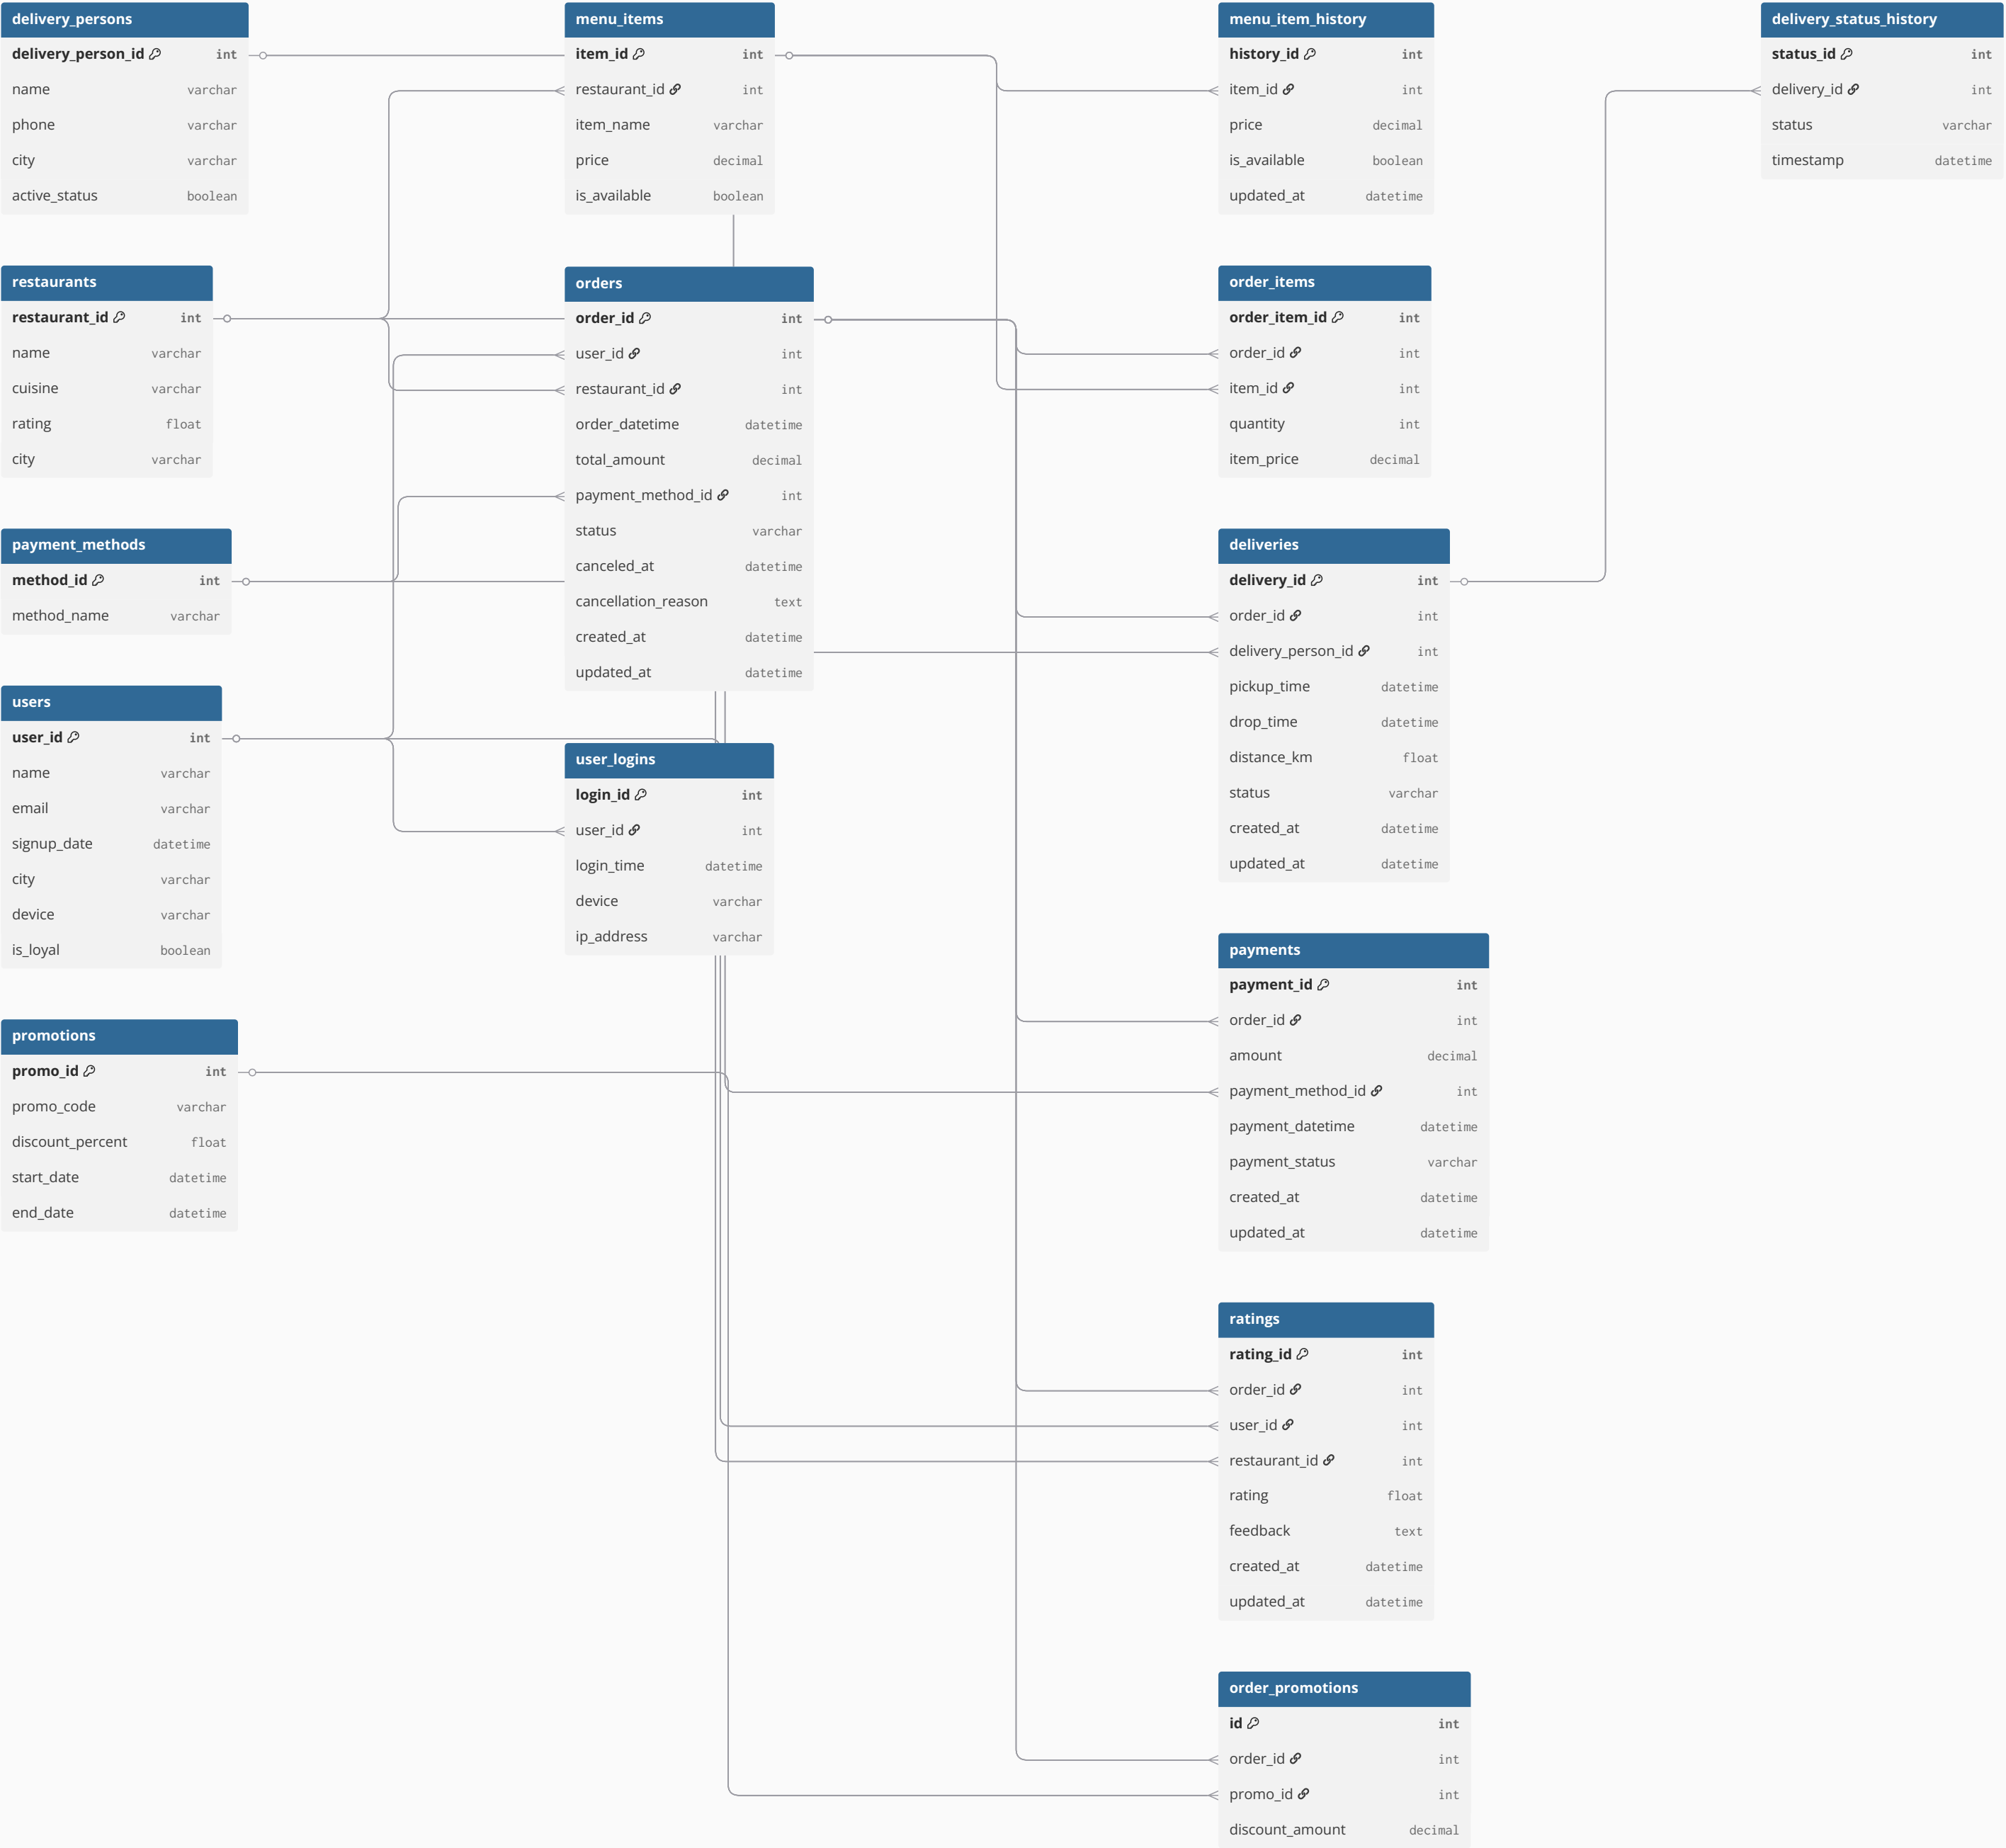 delivery_persons
delivery_person_id int
name varchar
phone varchar
city varchar
active_status boolean
restaurants
restaurant_id int
name varchar
cuisine varchar
rating float
city varchar
payment_methods
method_id int
method_name varchar
users
user_id int
name varchar
email varchar
signup_date datetime
city varchar
device varchar
is_loyal boolean
promotions
promo_id int
promo_code varchar
discount_percent float
start_date datetime
end_date datetime
menu_items
item_id int
restaurant_id int
item_name varchar
price decimal
is_available boolean
orders
order_id int
user_id int
restaurant_id int
order_datetime datetime
total_amount decimal
payment_method_id int
status varchar
canceled_at datetime
cancellation_reason text
created_at datetime
updated_at datetime
user_logins
login_id int
user_id int
login_time datetime
device varchar
ip_address varchar
menu_item_history
history_id int
item_id int
price decimal
is_available boolean
updated_at datetime
order_items
order_item_id int
order_id int
item_id int
quantity int
item_price decimal
deliveries
delivery_id int
order_id int
delivery_person_id int
pickup_time datetime
drop_time datetime
distance_km float
status varchar
created_at datetime
updated_at datetime
payments
payment_id int
order_id int
amount decimal
payment_method_id int
payment_datetime datetime
payment_status varchar
created_at datetime
updated_at datetime
ratings
rating_id int
order_id int
user_id int
restaurant_id int
rating float
feedback text
created_at datetime
updated_at datetime
order_promotions
id int
order_id int
promo_id int
discount_amount decimal
delivery_status_history
status_id int
delivery_id int
status varchar
timestamp datetime